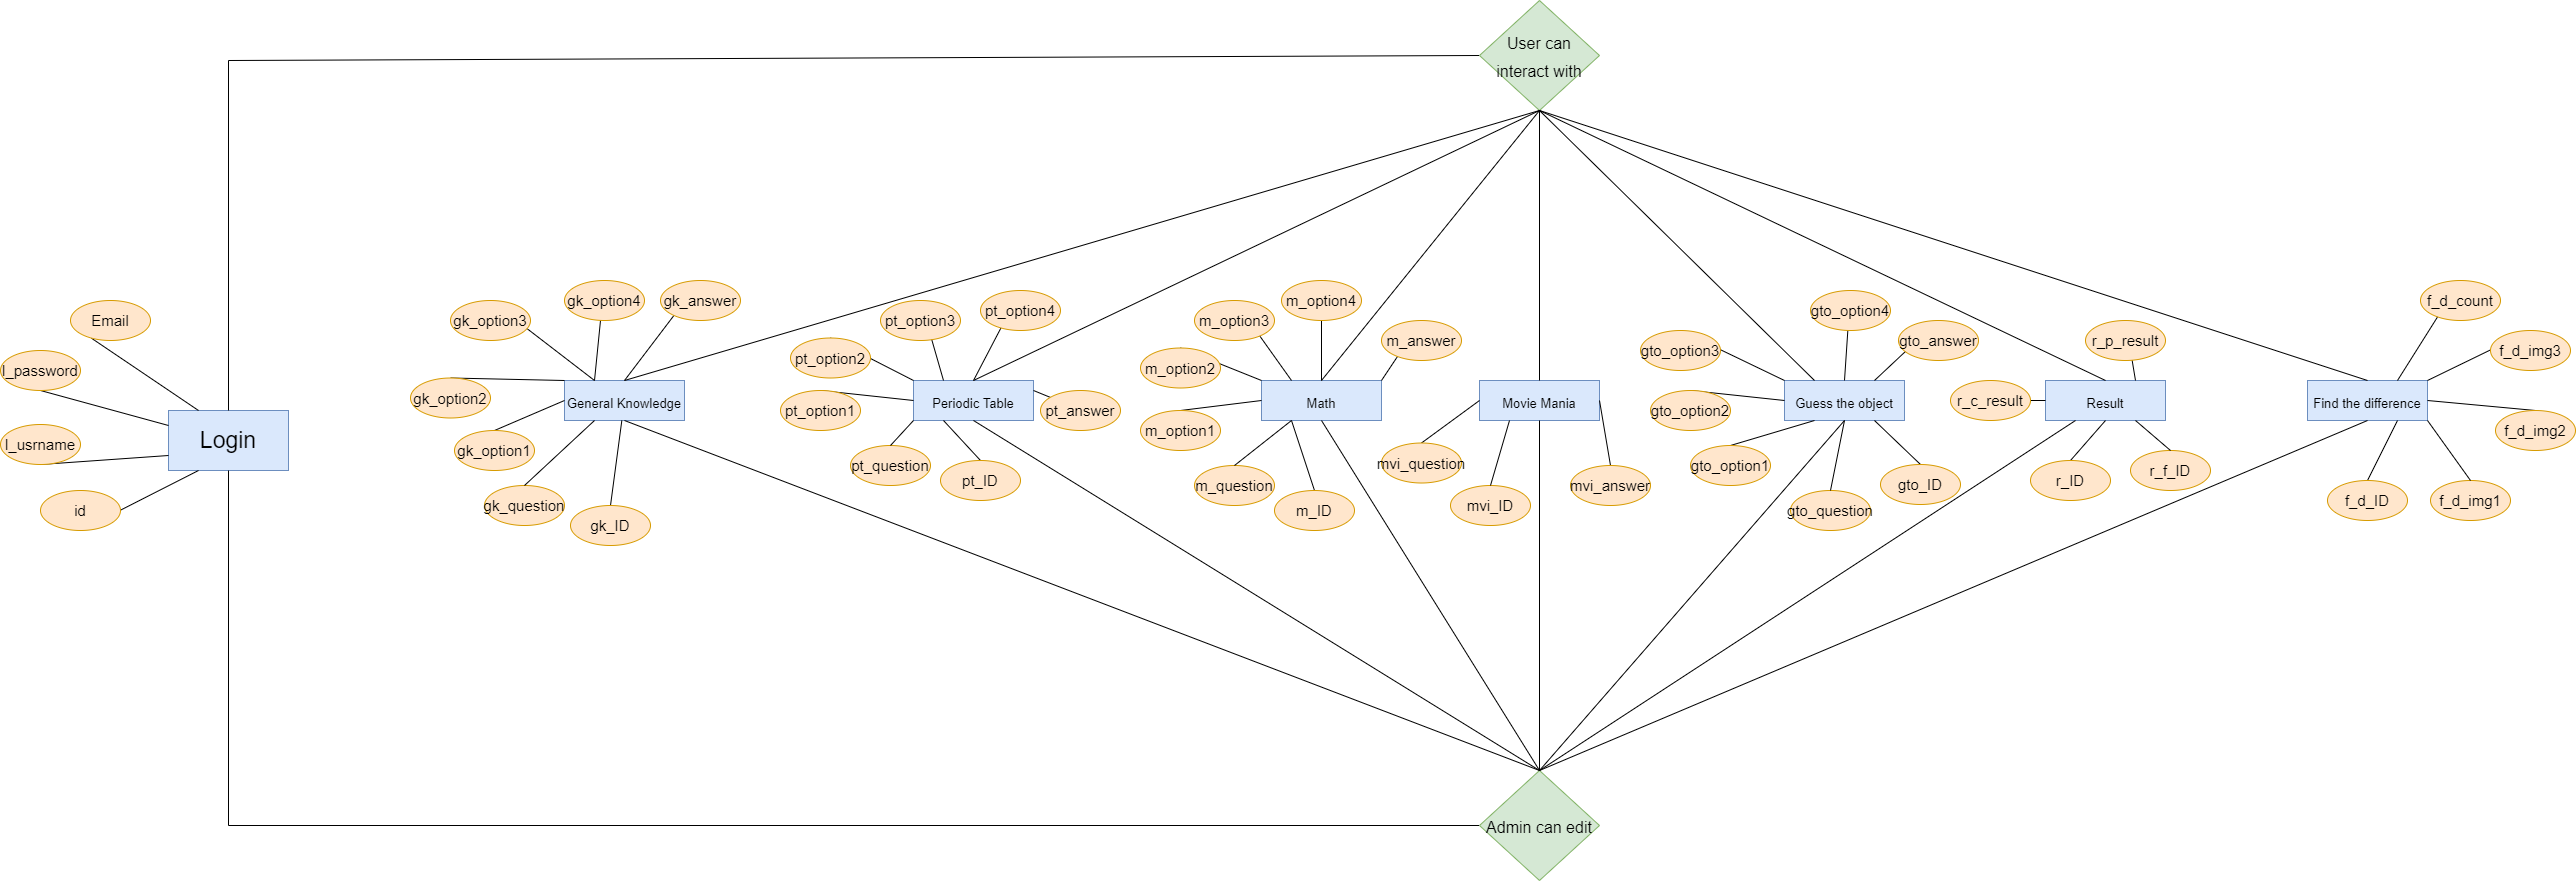 User can
interact with
Email
l_password
l_usrname
id
Login
gk_option3
gk_option4
gk_answer
gk_option2
gk_option1
gk_question
gk_ID
General Knowledge
pt_option3
pt_option4
pt_option2
pt_option1
pt_answer
pt_question
pt_ID
Periodic Table
m_option3
m_option4
m_answer
m_option2
m_option1
m_question
m_ID
Math
Movie Mania
mvi_question
mvi_ID
mvi_answer
gto_option4
gto_option3
gto_answer
gto_option2
gto_option1
gto_question
gto_ID
Guess the object
r_p_result
r_c_result
Result
r_ID
r_f_ID
f_d_count
f_d_img3
Find the difference
f_d_img2
f_d_ID
f_d_img1
Admin can edit